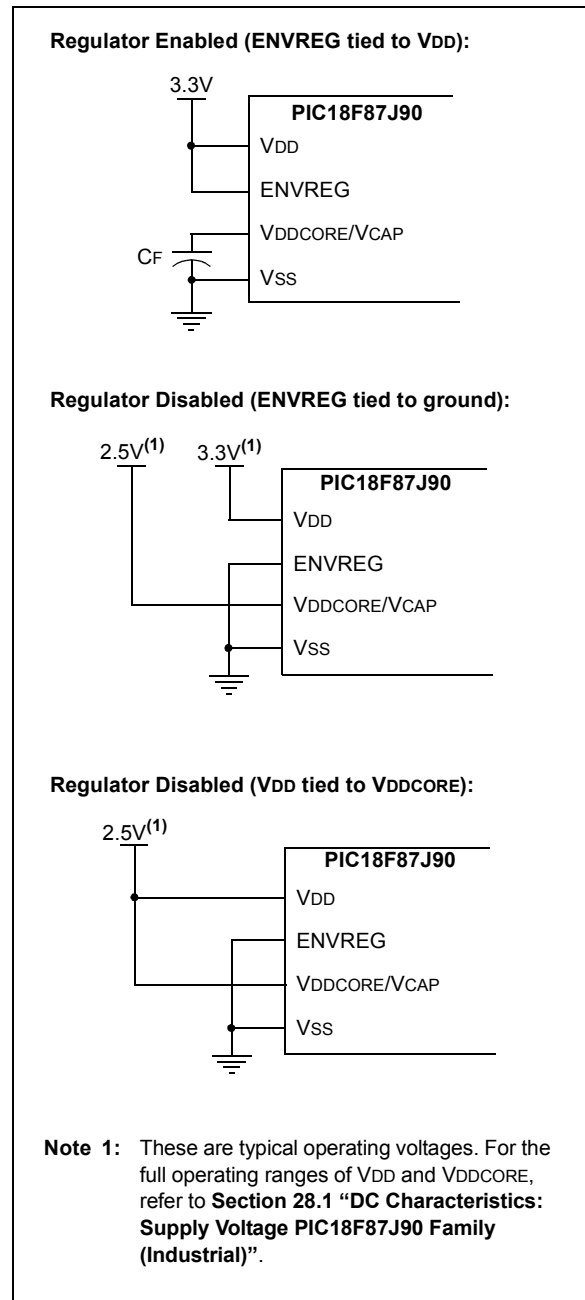 Regulator Enabled (ENVREG tied to VDD):
3.3V
PIC18F87J90
VDD
ENVREG
VDDCORE/VCAP
CF
VSS
Regulator Disabled (ENVREG tied to ground):
2.5V(1) 3.3V(1)
PIC18F87J90
VDD
ENVREG
VDDCORE/VCAP
VSS
Regulator Disabled (VDD tied to VDDCORE):
2.5V(1)
PIC18F87J90
VDD
ENVREG
VDDCORE/VCAP
VSS
Note 1: These are typical operating voltages. For the
full operating ranges of VDD and VDDCORE,
refer to Section 28.1 “DC Characteristics:
Supply Voltage PIC18F87J90 Family
(Industrial)”.